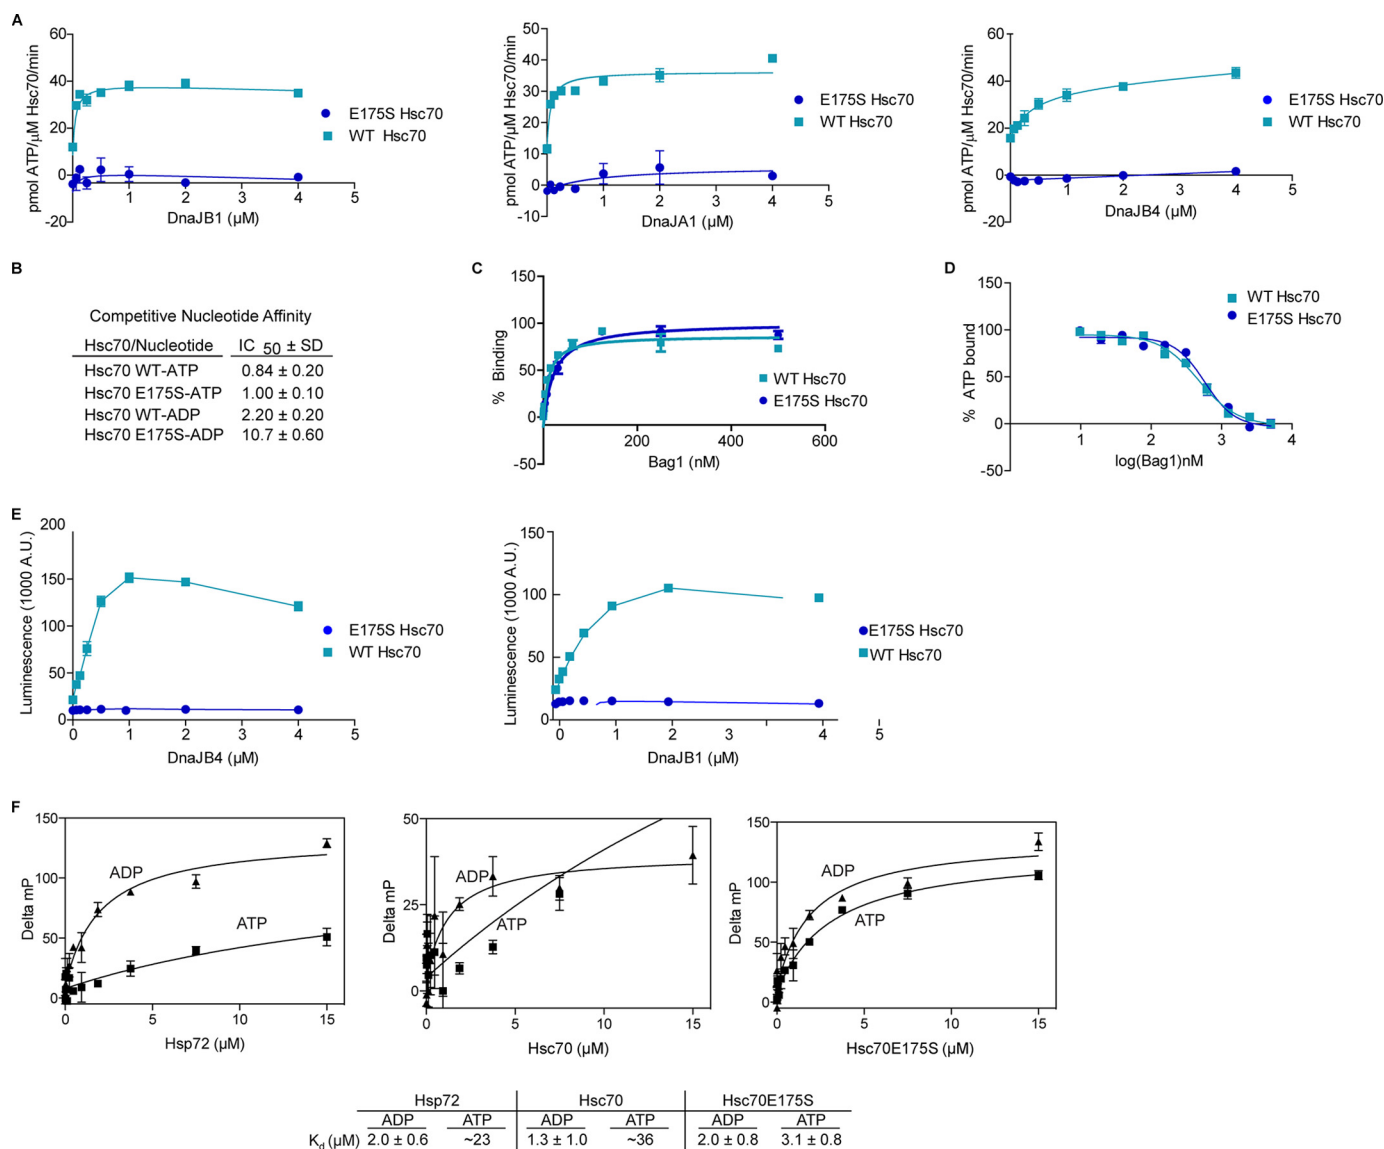 A
pmol ATP/µM Hsc70/min
60
40
20
0
-20
0
1
2
3
4
5
DnaJB1 (µM)
E175S Hsc70
WT Hsc70
pmol ATP/µM Hsc70/min
50
40
30
20
10
0
-10
0
1
2
3
4
5
DnaJA1 (µM)
E175S Hsc70
WT Hsc70
pmol ATP/µM Hsc70/min
60
40
20
0
-20
1
2
3
4
5
DnaJB4 (µM)
E175S Hsc70
WT Hsc70
B
Competitive Nucleotide Affinity
Hsc70/Nucleotide IC 50 ± SD
Hsc70 WT-ATP 0.84 ± 0.20
Hsc70 E175S-ATP 1.00 ± 0.10
Hsc70 WT-ADP 2.20 ± 0.20
Hsc70 E175S-ADP 10.7 ± 0.60
C
% Binding
150
100
50
0
-50
200
400
600
Bag1 (nM)
WT Hsc70
E175S Hsc70
D
% ATP bound
150
100
50
0
-50
1
2
3
4
log(Bag1)nM
WT Hsc70
E175S Hsc70
E
Luminescence (1000 A.U.)
200
150
100
50
0
0
1
2
3
4
5
DnaJB4 (µM)
E175S Hsc70
WT Hsc70
Luminescence (1000 A.U.)
150
100
50
0
0
1
2
3
4
5
DnaJB1 (µM)
E175S Hsc70
WT Hsc70
F
Delta mP
150
100
50
0
0
5
10
15
ADP
ATP
Hsp72 (µM)
Delta mP
50
25
0
0
5
10
15
ADP
ATP
Hsc70 (µM)
Delta mP
150
100
50
0
0
5
10
15
ADP
ATP
Hsc70E175S (µM)
Hsp72 Hsc70 Hsc70E175S
ADP ATP ADP ATP ADP ATP
Kd (µM) 2.0 ± 0.6 ~23 1.3 ± 1.0 ~36 2.0 ± 0.8 3.1 ± 0.8